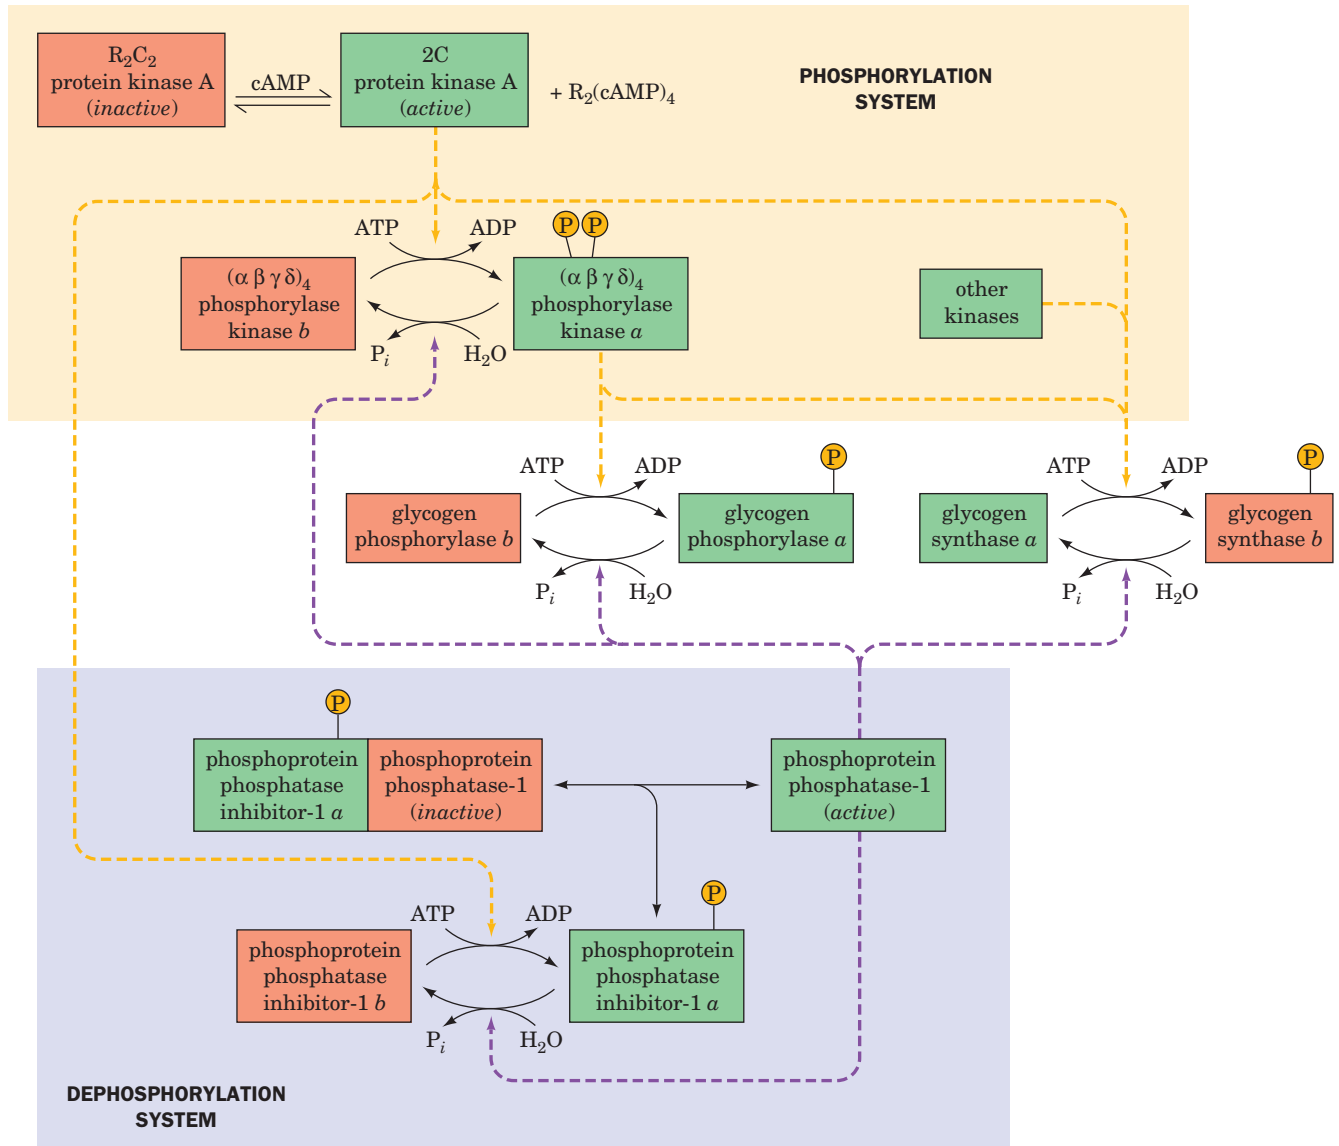 R₂C₂
protein kinase A
(inactive)
cAMP
2C
protein kinase A
(active)
+ R₂(cAMP)₄
PHOSPHORYLATION
SYSTEM
ATP
ADP
P
P
(α β γ δ)₄
phosphorylase
kinase b
(α β γ δ)₄
phosphorylase
kinase a
Pᵢ
H₂O
other
kinases
ATP
ADP
P
glycogen
phosphorylase b
glycogen
phosphorylase a
Pᵢ
H₂O
ATP
ADP
P
glycogen
synthase a
glycogen
synthase b
Pᵢ
H₂O
P
phosphoprotein
phosphatase
inhibitor-1 a
phosphoprotein
phosphatase-1
(inactive)
phosphoprotein
phosphatase-1
(active)
ATP
ADP
P
phosphoprotein
phosphatase
inhibitor-1 b
phosphoprotein
phosphatase
inhibitor-1 a
Pᵢ
H₂O
DEPHOSPHORYLATION
SYSTEM